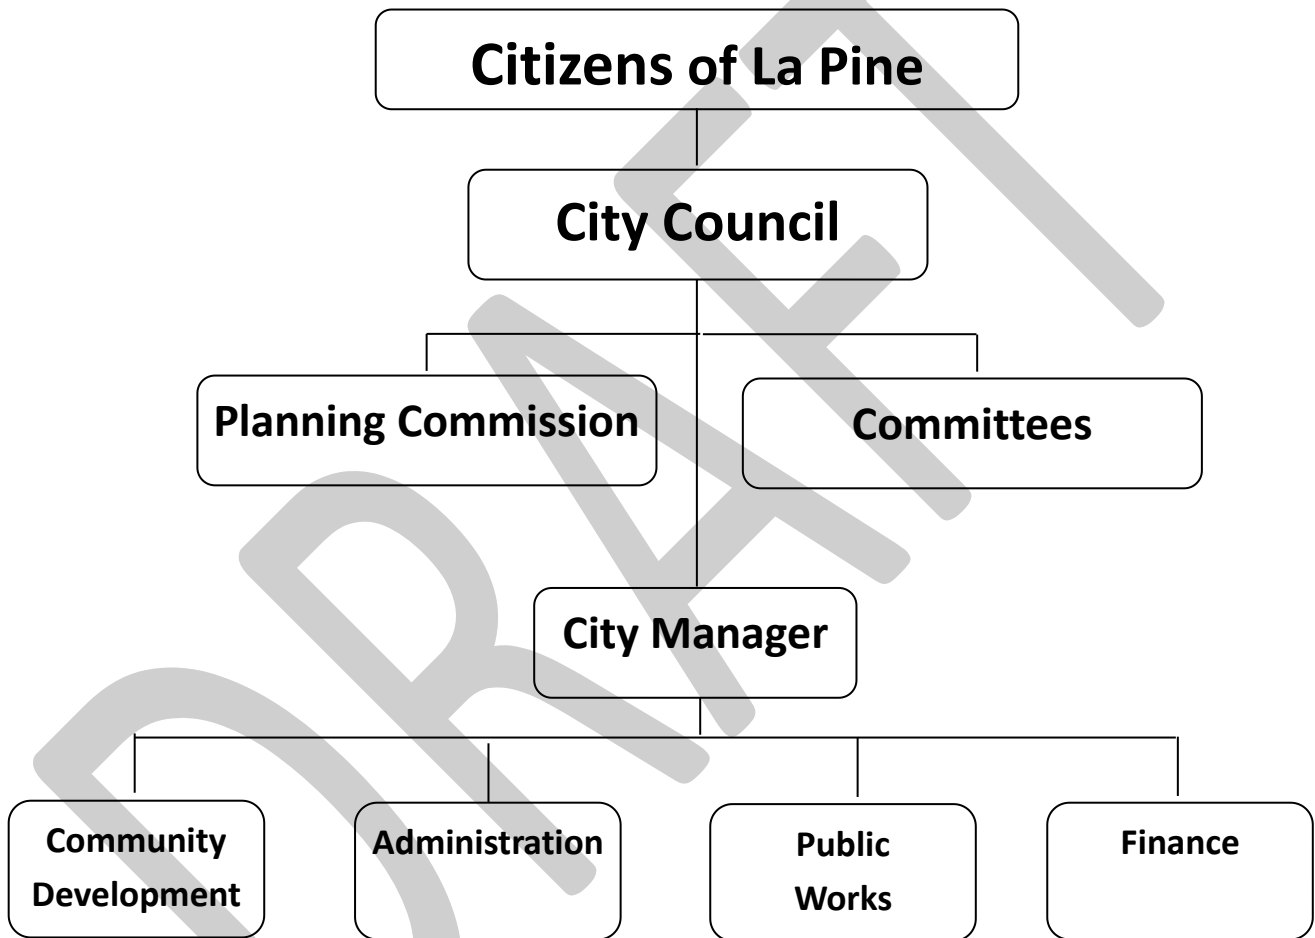 Citizens of La Pine
City Council
Planning Commission
Committees
City Manager
Community
Development
Administration
Public
Works
Finance
DRAFT